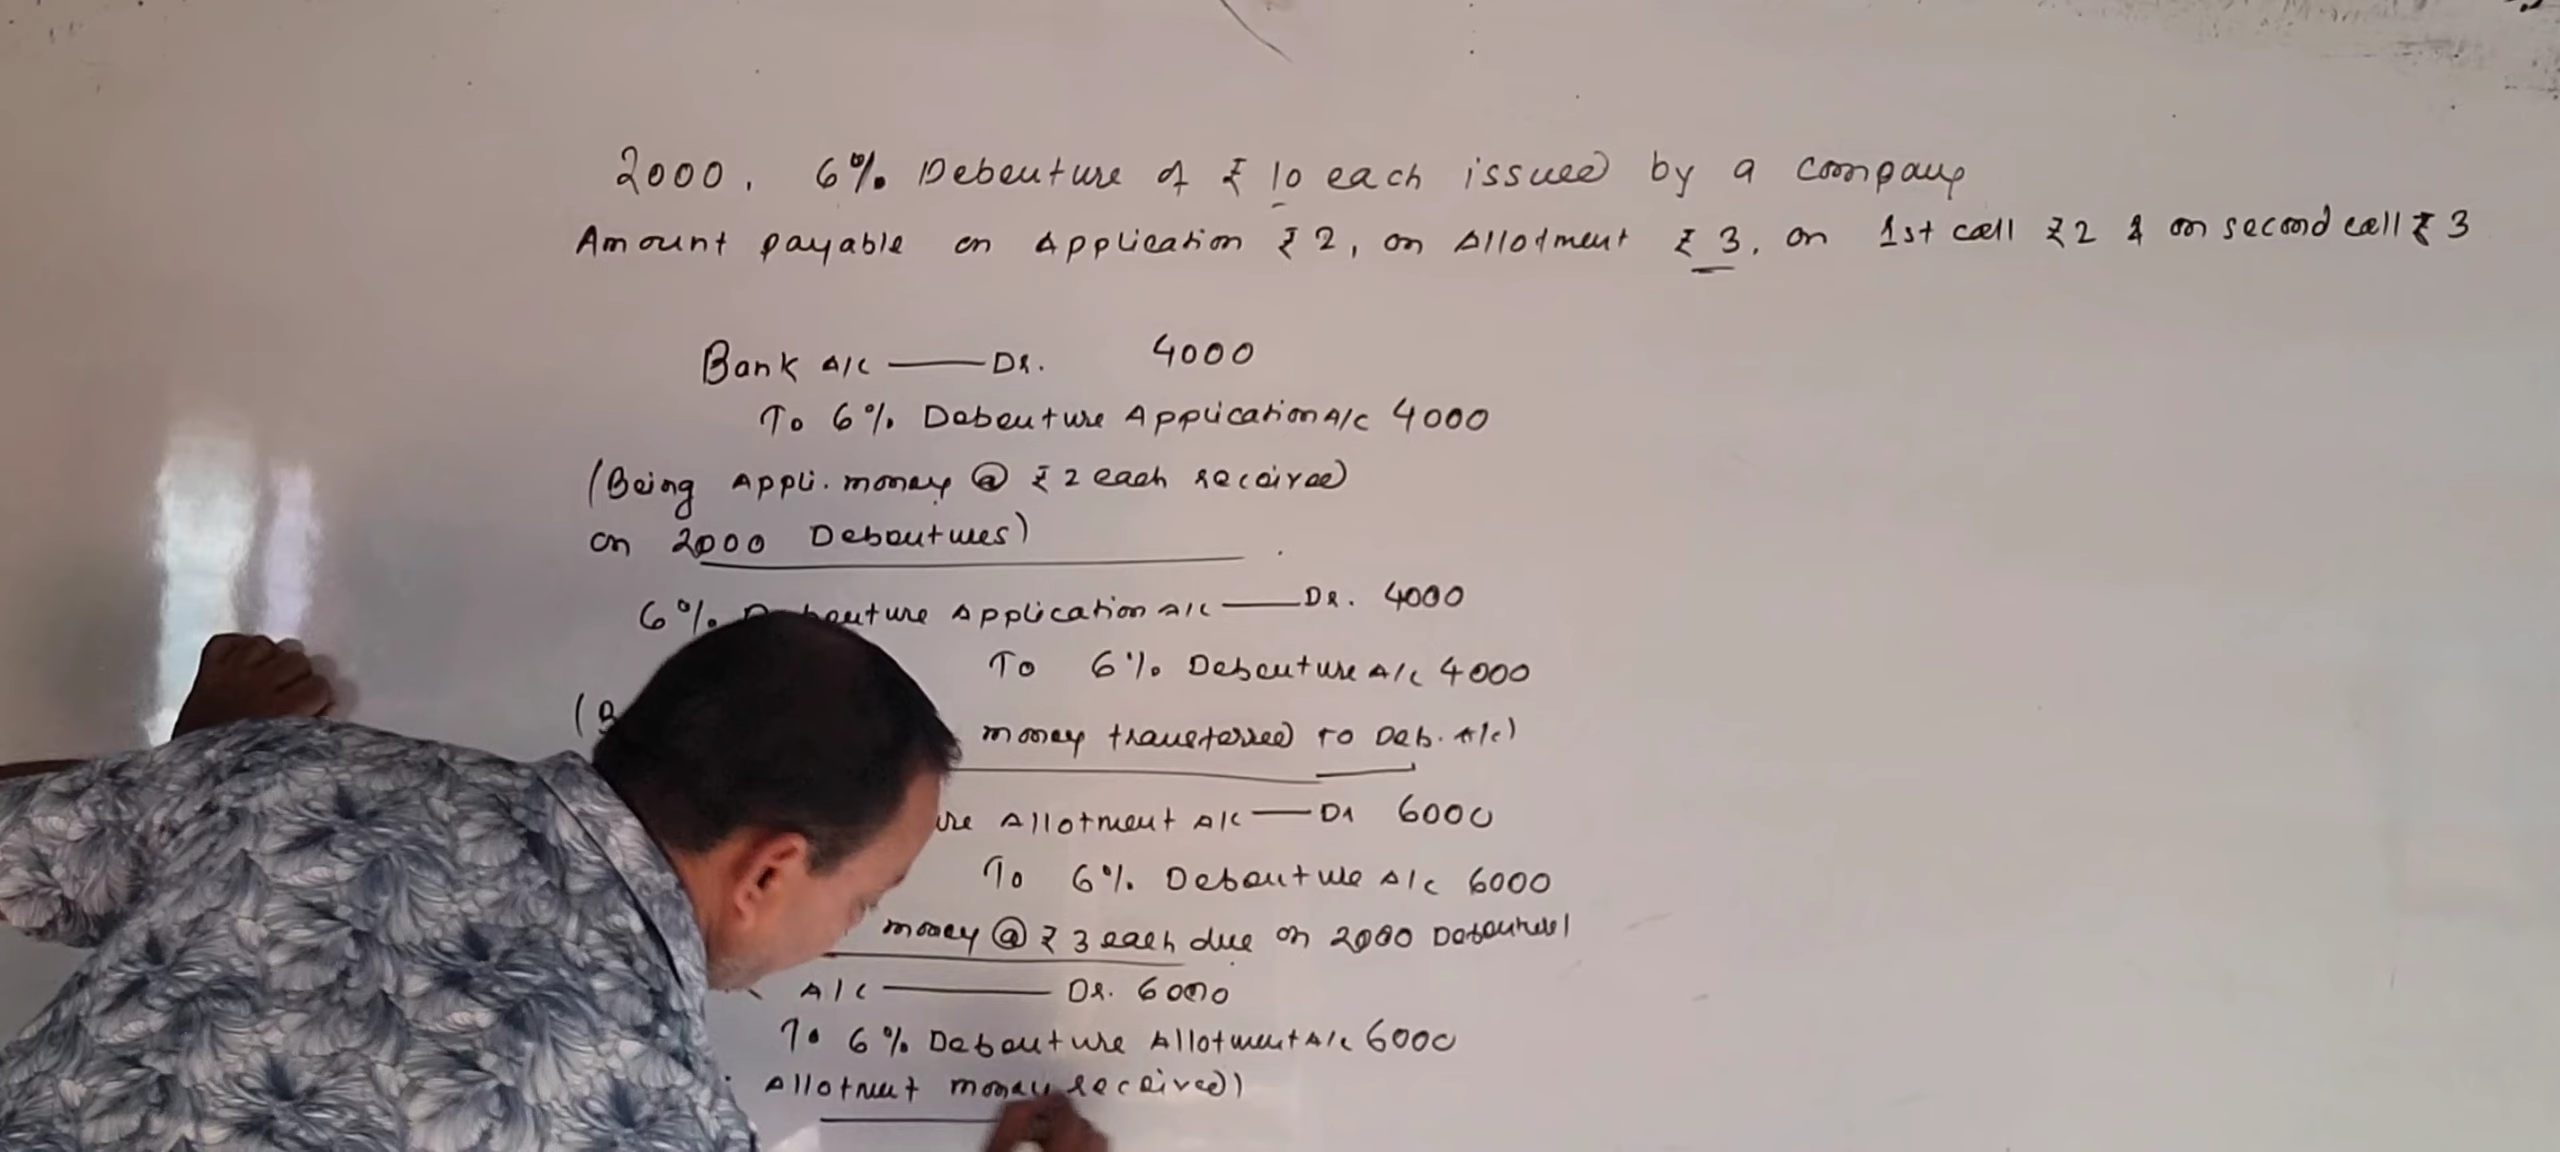 2000, 6% Debenture of ₹ 10 each issued by a company
Amount payable on Application ₹ 2, on Allotment ₹ 3, on 1st call ₹ 2 & on second call ₹ 3
Bank A/c —— Dr. 4000
To 6% Debenture Application A/c 4000
(Being Appli. money @ ₹ 2 each received
on 2000 Debentures)
6% Debenture Application A/c —— Dr. 4000
To 6% Debenture A/c 4000
money transferred to Deb. A/c)
Allotment A/c —— Dr 6000
To 6% Debenture A/c 6000
money @ ₹ 3 each due on 2000 Debentures)
A/c —— Dr. 6000
To 6% Debenture Allotment A/c 6000
Allotment money received)